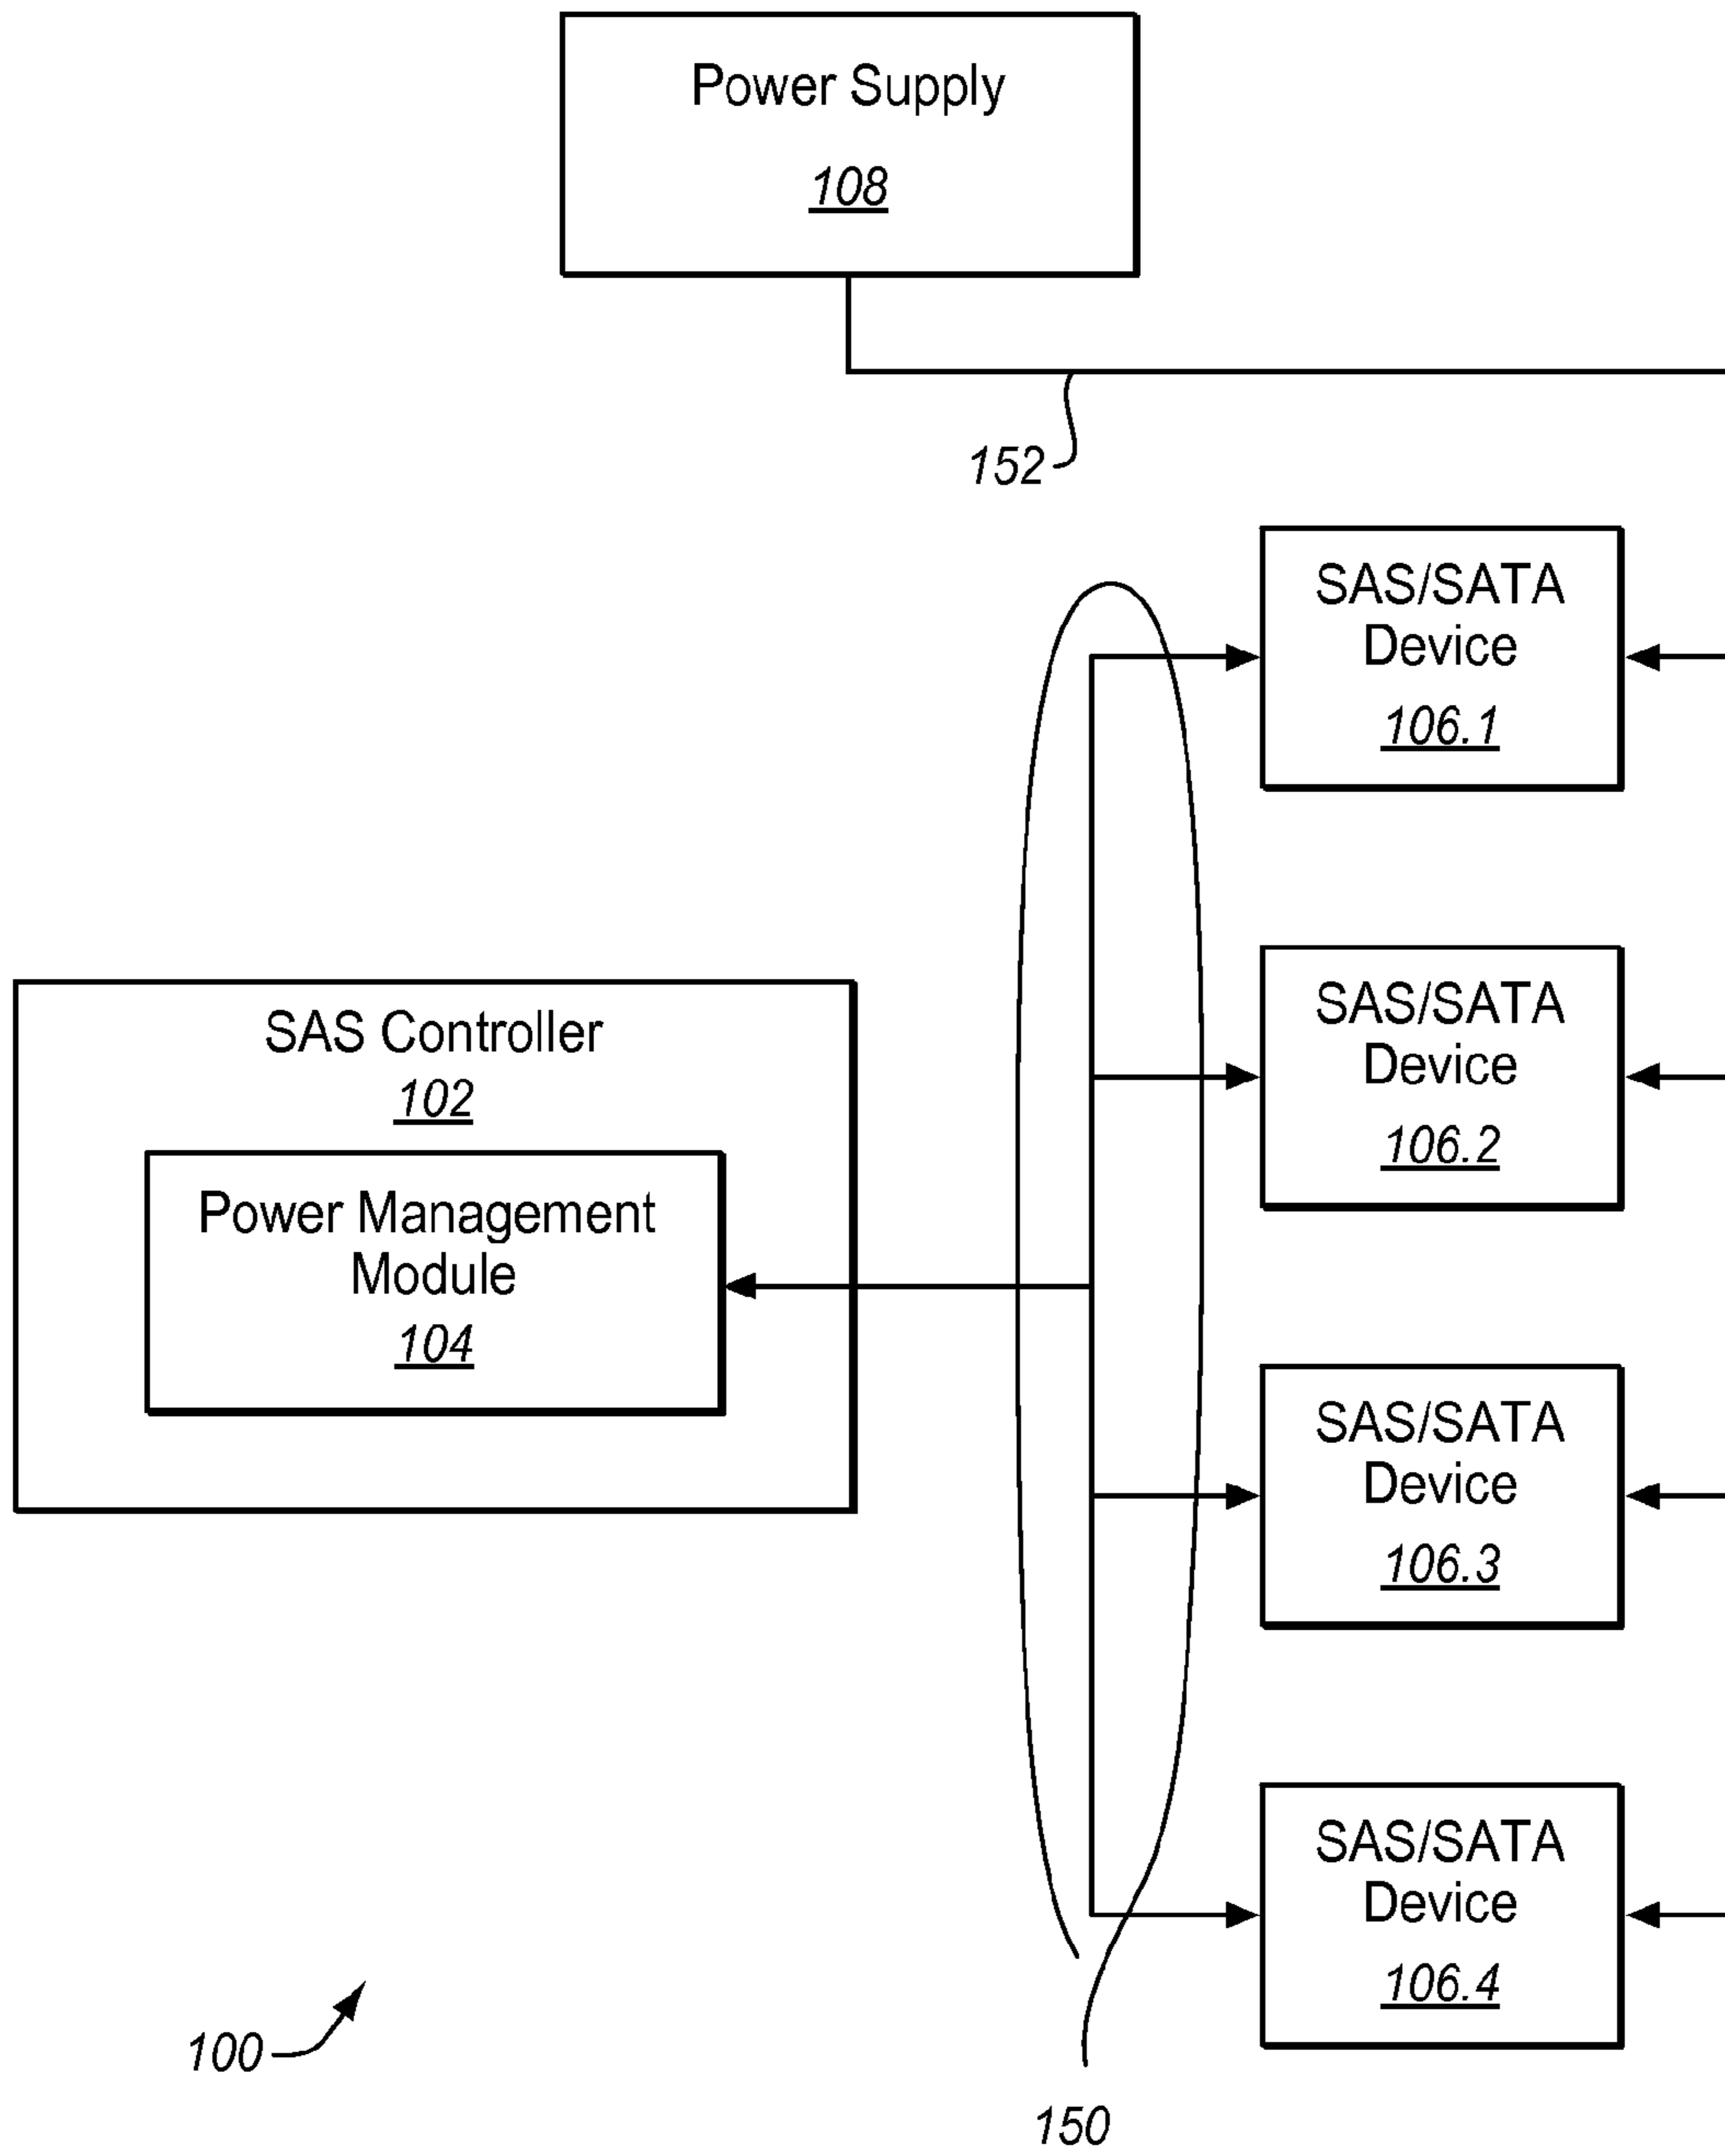 Power Supply
108
152
SAS/SATA
Device
106.1
SAS/SATA
Device
106.2
SAS Controller
102
Power Management
Module
104
SAS/SATA
Device
106.3
SAS/SATA
Device
106.4
100
150